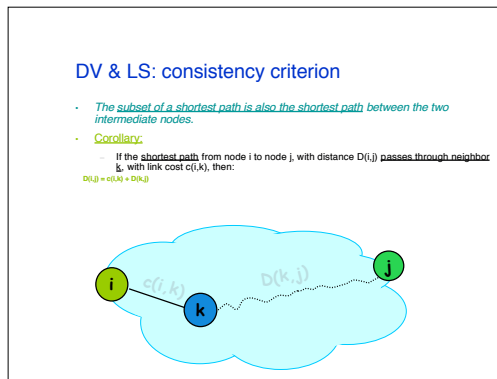 DV & LS: consistency criterion
• The subset of a shortest path is also the shortest path between the two
intermediate nodes.
• Corollary:
– If the shortest path from node i to node j, with distance D(i,j) passes through neighbor
k, with link cost c(i,k), then:
D(i,j) = c(i,k) + D(k,j)
i
c(i,k)
k
D(k,j)
j